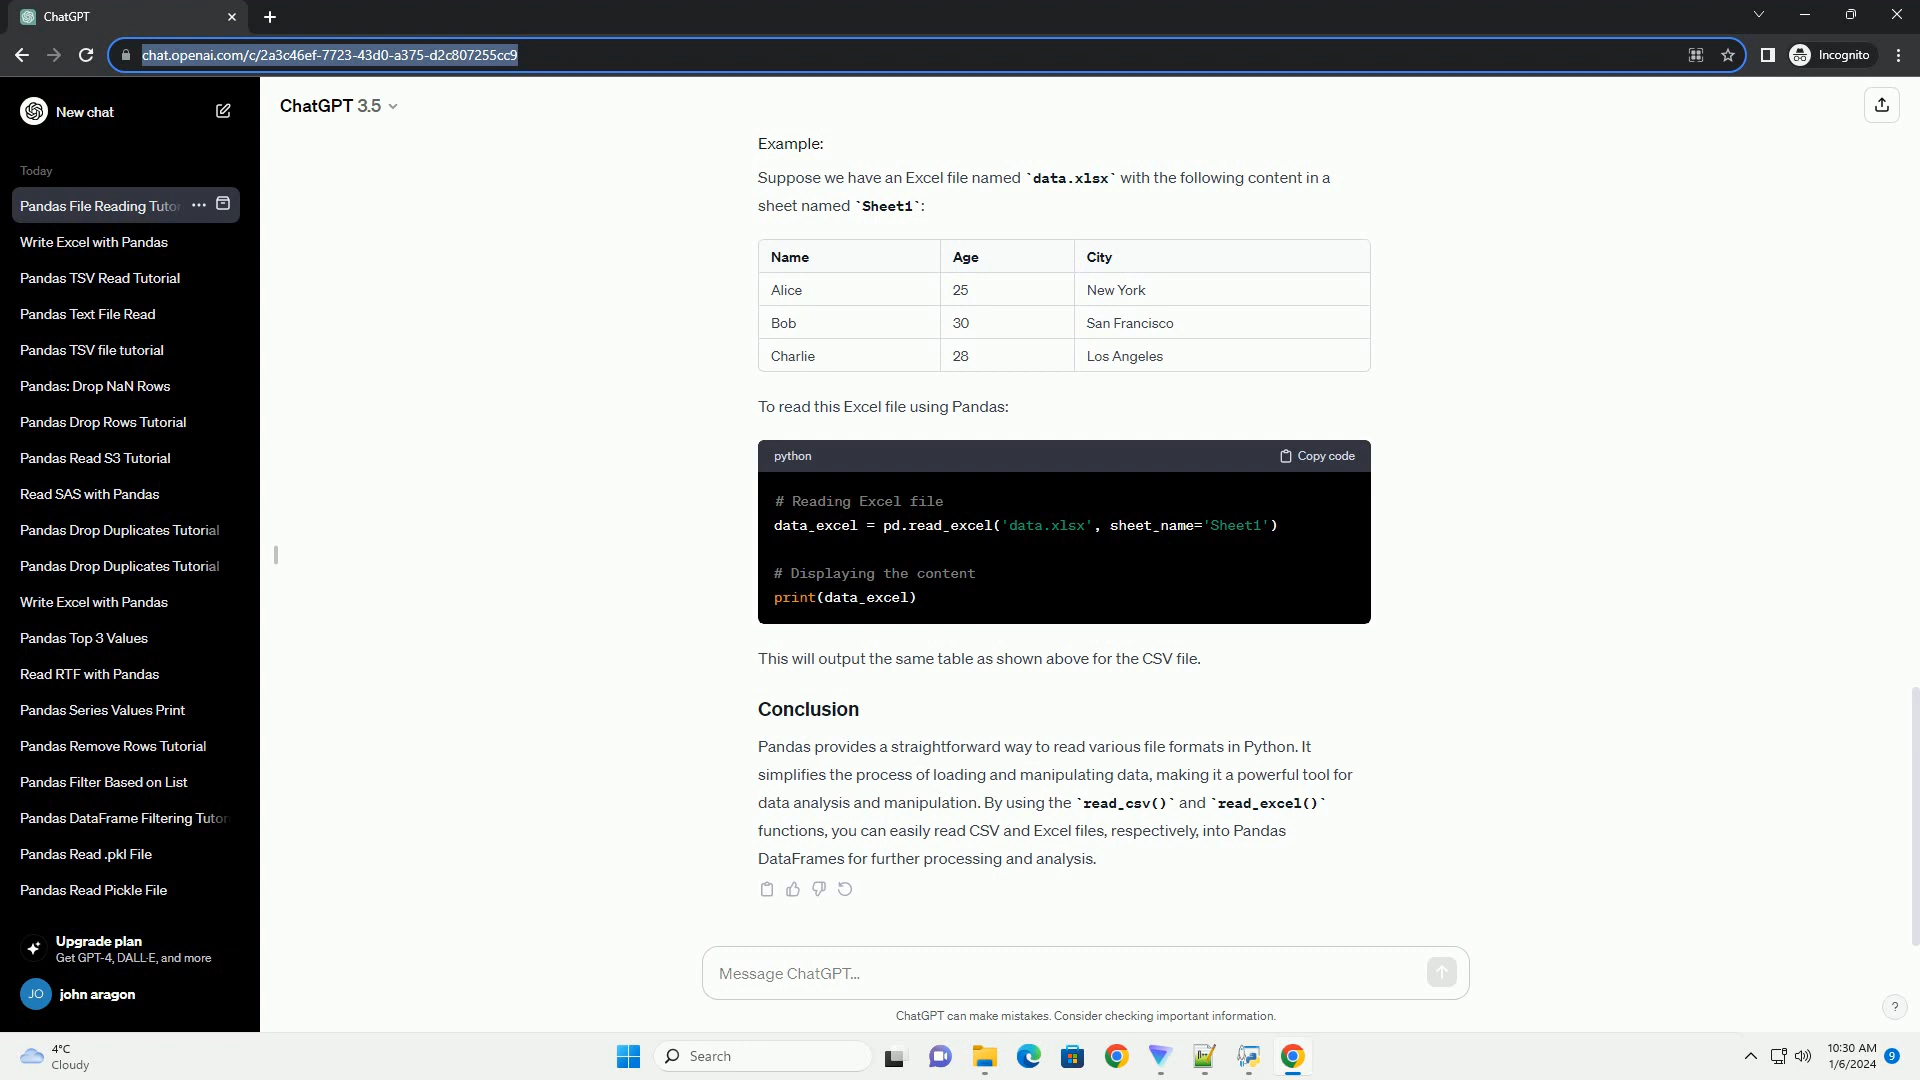 ChatGPT
chat.openai.com/c/2a3c46ef-7723-43d0-a375-d2c807255cc9
Incognito
New chat
Today
Pandas File Reading Tutor
Write Excel with Pandas
Pandas TSV Read Tutorial
Pandas Text File Read
Pandas TSV file tutorial
Pandas: Drop NaN Rows
Pandas Drop Rows Tutorial
Pandas Read S3 Tutorial
Read SAS with Pandas
Pandas Drop Duplicates Tutorial
Pandas Drop Duplicates Tutorial
Write Excel with Pandas
Pandas Top 3 Values
Read RTF with Pandas
Pandas Series Values Print
Pandas Remove Rows Tutorial
Pandas Filter Based on List
Pandas DataFrame Filtering Tutor
Pandas Read .pkl File
Pandas Read Pickle File
Upgrade plan
Get GPT-4, DALL·E, and more
JO john aragon
ChatGPT 3.5
Example:
Suppose we have an Excel file named `data.xlsx` with the following content in a
sheet named `Sheet1`:
Name Age City
Alice 25 New York
Bob 30 San Francisco
Charlie 28 Los Angeles
To read this Excel file using Pandas:
python Copy code
# Reading Excel file
data_excel = pd.read_excel('data.xlsx', sheet_name='Sheet1')
# Displaying the content
print(data_excel)
This will output the same table as shown above for the CSV file.
Conclusion
Pandas provides a straightforward way to read various file formats in Python. It
simplifies the process of loading and manipulating data, making it a powerful tool for
data analysis and manipulation. By using the `read_csv()` and `read_excel()`
functions, you can easily read CSV and Excel files, respectively, into Pandas
DataFrames for further processing and analysis.
Message ChatGPT...
ChatGPT can make mistakes. Consider checking important information.
?
4°C
Cloudy
Search
10:30 AM
1/6/2024
9